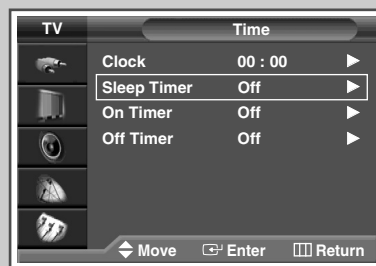 TV Time
Clock 00 : 00
Sleep Timer Off
On Timer Off
Off Timer Off
Move Enter Return